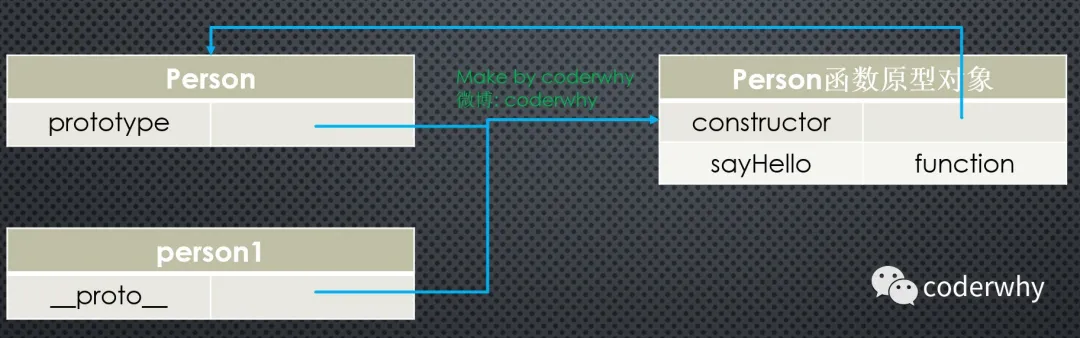 Person
prototype
Make by coderwhy
微博: coderwhy
Person函数原型对象
constructor
sayHello function
person1
__proto__
coderwhy